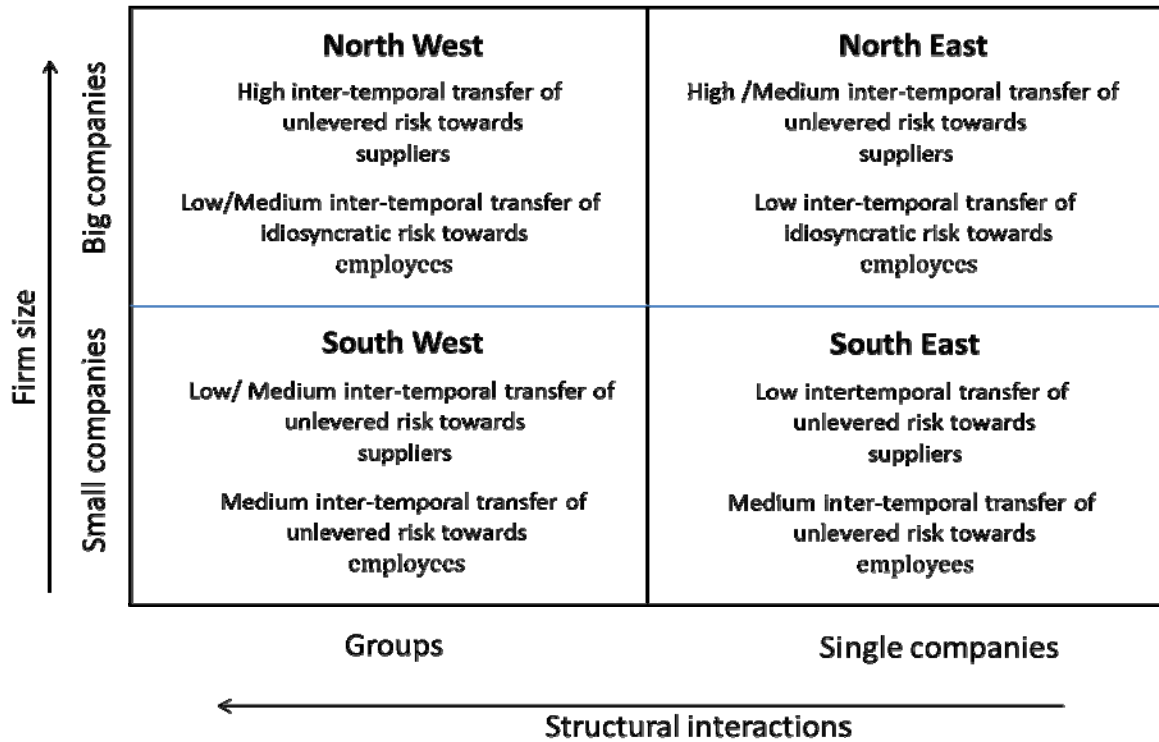 Firm size
Big companies
Small companies
North West
High inter-temporal transfer of
unlevered risk towards
suppliers
Low/Medium inter-temporal transfer of
idiosyncratic risk towards
employees
North East
High /Medium inter-temporal transfer of
unlevered risk towards
suppliers
Low inter-temporal transfer of
idiosyncratic risk towards
employees
South West
Low/ Medium inter-temporal transfer of
unlevered risk towards
suppliers
Medium inter-temporal transfer of
unlevered risk towards
employees
South East
Low intertemporal transfer of
unlevered risk towards
suppliers
Medium inter-temporal transfer of
unlevered risk towards
employees
Groups
Single companies
Structural interactions